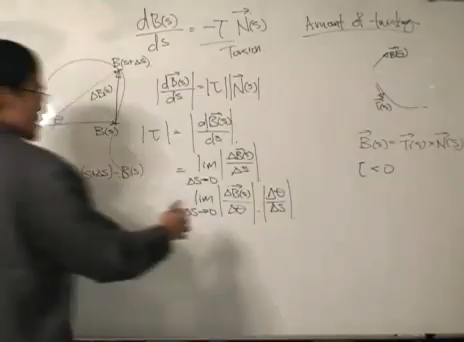 dB⃗(s)/ds = -τ N⃗(s)
Torsion
Amount of twisting
B(s+Δs)
ΔB(s)
B(s)
(s+Δs) - B(s)
|dB⃗(s)/ds| = |τ||N⃗(s)|
|τ| = |dB⃗(s)/ds|.
= lim Δs→0 |ΔB⃗(s)/Δs|
lim Δs→0 |ΔB⃗(s)/Δθ| · |Δθ/Δs|
B⃗(s)
B⃗(s) = T⃗(s) × N⃗(s)
τ < 0